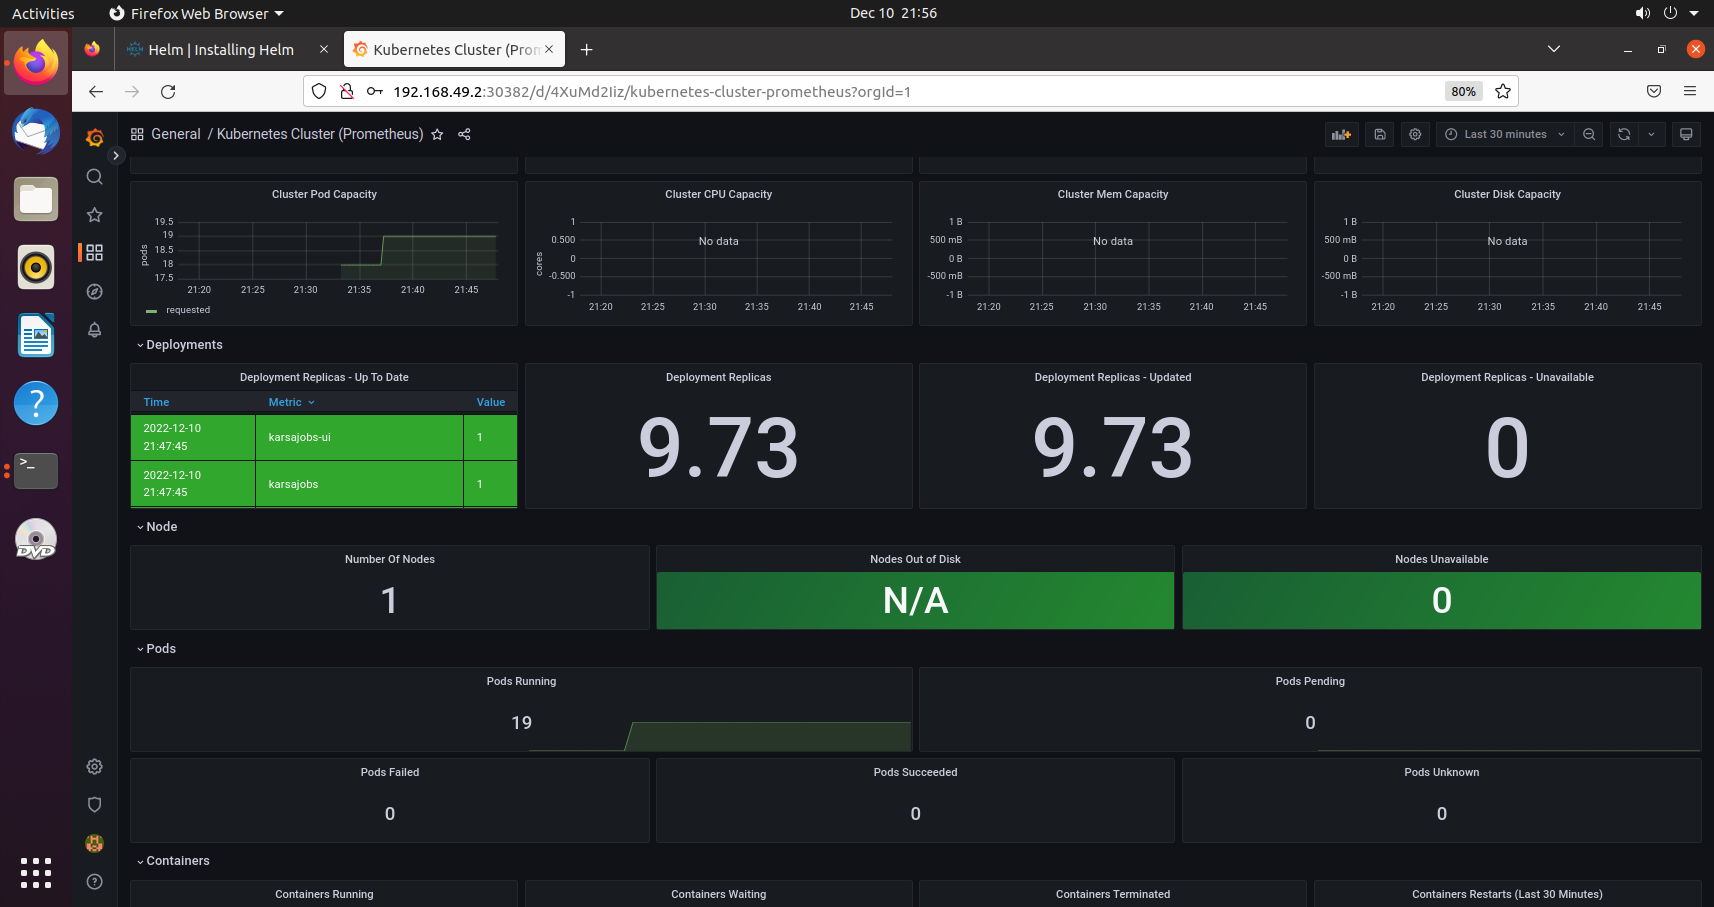 Activities
Firefox Web Browser
Dec 10 21:56
HELM Helm | Installing Helm
Kubernetes Cluster (Prom
192.168.49.2:30382/d/4XuMd2Iiz/kubernetes-cluster-prometheus?orgId=1
80%
General / Kubernetes Cluster (Prometheus)
Last 30 minutes
Cluster Pod Capacity
19.5
19
18.5
18
17.5
pods
21:20 21:25 21:30 21:35 21:40 21:45
requested
Cluster CPU Capacity
1
0.500
0
-0.500
-1
cores
No data
21:20 21:25 21:30 21:35 21:40 21:45
Cluster Mem Capacity
1 B
500 mB
0 B
-500 mB
-1 B
No data
21:20 21:25 21:30 21:35 21:40 21:45
Cluster Disk Capacity
1 B
500 mB
0 B
-500 mB
-1 B
No data
21:20 21:25 21:30 21:35 21:40 21:45
Deployments
Deployment Replicas - Up To Date
Time Metric Value
2022-12-10
21:47:45
karsajobs-ui
1
2022-12-10
21:47:45
karsajobs
1
Deployment Replicas
9.73
Deployment Replicas - Updated
9.73
Deployment Replicas - Unavailable
0
Node
Number Of Nodes
1
Nodes Out of Disk
N/A
Nodes Unavailable
0
Pods
Pods Running
19
Pods Pending
0
Pods Failed
0
Pods Succeeded
0
Pods Unknown
0
Containers
Containers Running
Containers Waiting
Containers Terminated
Containers Restarts (Last 30 Minutes)
DVD